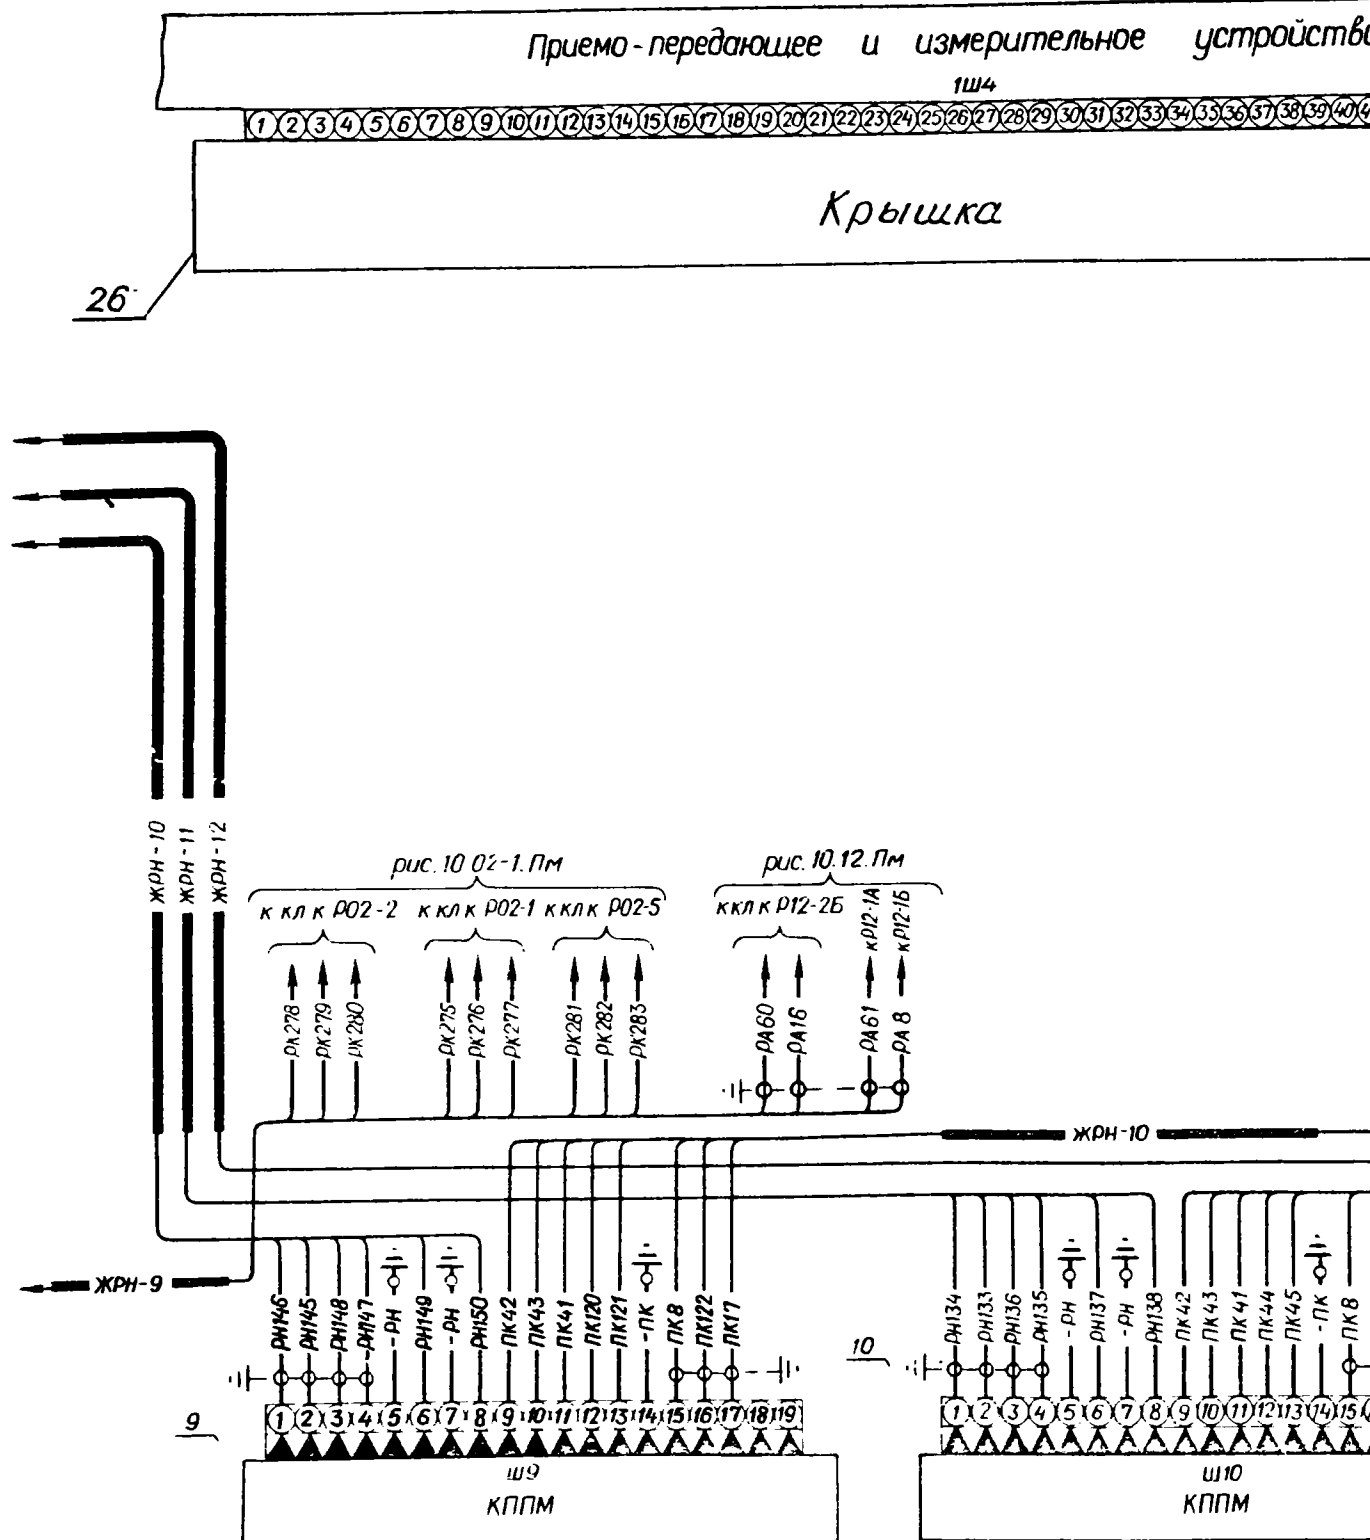 Приемо-передающее и измерительное
1Ш4
1 2 3 4 5 6 7 8 9 10 11 12 13 14 15 16 17 18 19 20 21 22 23 24 25 26 27 28 29 30 31 32 33 34 35 36 37 38 39 40
Крышка
26
ЖРН-10
ЖРН-11
ЖРН-12
рис. 10 02-1. Пм
рис. 10.12. Пм
к кл к Р02-2
к кл к Р02-1
к кл к Р02-5
к кл к Р12-2Б
кР12-1А
кР12-1Б
РК278
РК279
РК280
РК275
РК276
РК277
РК281
РК282
РК283
РА60
РА16
РА61
РА8
ЖРН-10
ЖРН-9
РН146
РН145
РН148
РН147
-РН
РН149
-РН
РН150
ПК42
ПК43
ПК41
ПК120
ПК121
-ПК
ПК8
ПК122
ПК17
РН134
РН133
РН136
РН135
-РН
РН137
-РН
РН138
ПК42
ПК43
ПК41
ПК44
ПК45
-ПК
ПК8
9
1 2 3 4 5 6 7 8 9 10 11 12 13 14 15 16 17 18 19
Ш9
КППМ
10
1 2 3 4 5 6 7 8 9 10 11 12 13 14 15
Ш10
КППМ